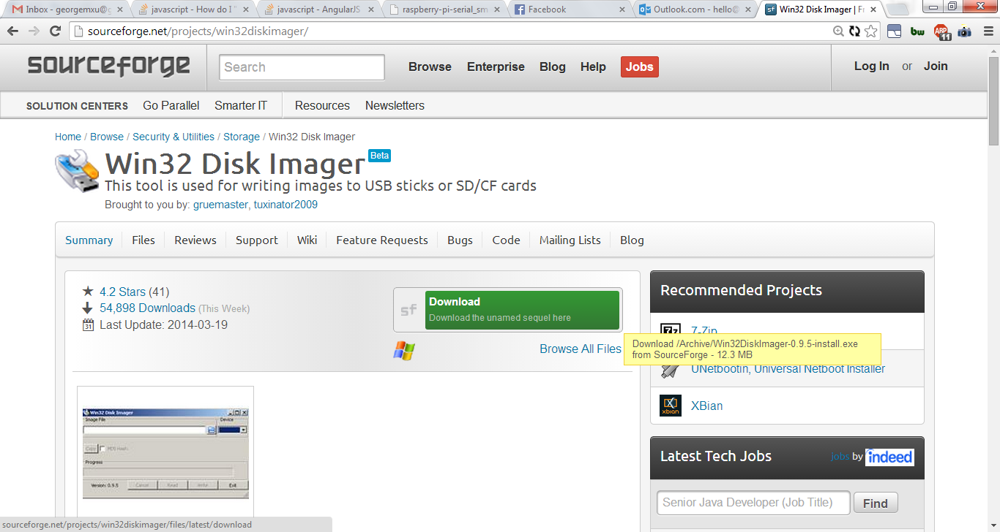 Inbox - georgemxu@g
javascript - How do I "
javascript - AngularJS
raspberry-pi-serial_sm
Facebook
Outlook.com - hello@
Win32 Disk Imager | Fr
sourceforge.net/projects/win32diskimager/
bw
ABP
11
sourceforge
Search
Browse
Enterprise
Blog
Help
Jobs
Log In or Join
SOLUTION CENTERS
Go Parallel
Smarter IT
Resources
Newsletters
Home / Browse / Security & Utilities / Storage / Win32 Disk Imager
Win32 Disk Imager Beta
This tool is used for writing images to USB sticks or SD/CF cards
Brought to you by: gruemaster, tuxinator2009
Summary
Files
Reviews
Support
Wiki
Feature Requests
Bugs
Code
Mailing Lists
Blog
4.2 Stars (41)
54,898 Downloads (This Week)
31
Last Update: 2014-03-19
sf
Download
Download the unamed sequel here
Browse All Files
Download /Archive/Win32DiskImager-0.9.5-install.exe
from SourceForge - 12.3 MB
Recommended Projects
7z
7-Zip
UNetbootin, Universal Netboot Installer
xbian
XBian
Latest Tech Jobs
jobs by indeed
Senior Java Developer (Job Title)
Find
Win32 Disk Imager
Image File
Device
Copy
MD5 Hash:
Progress
Version: 0.9.5
Cancel
Read
Write
Exit
sourceforge.net/projects/win32diskimager/files/latest/download